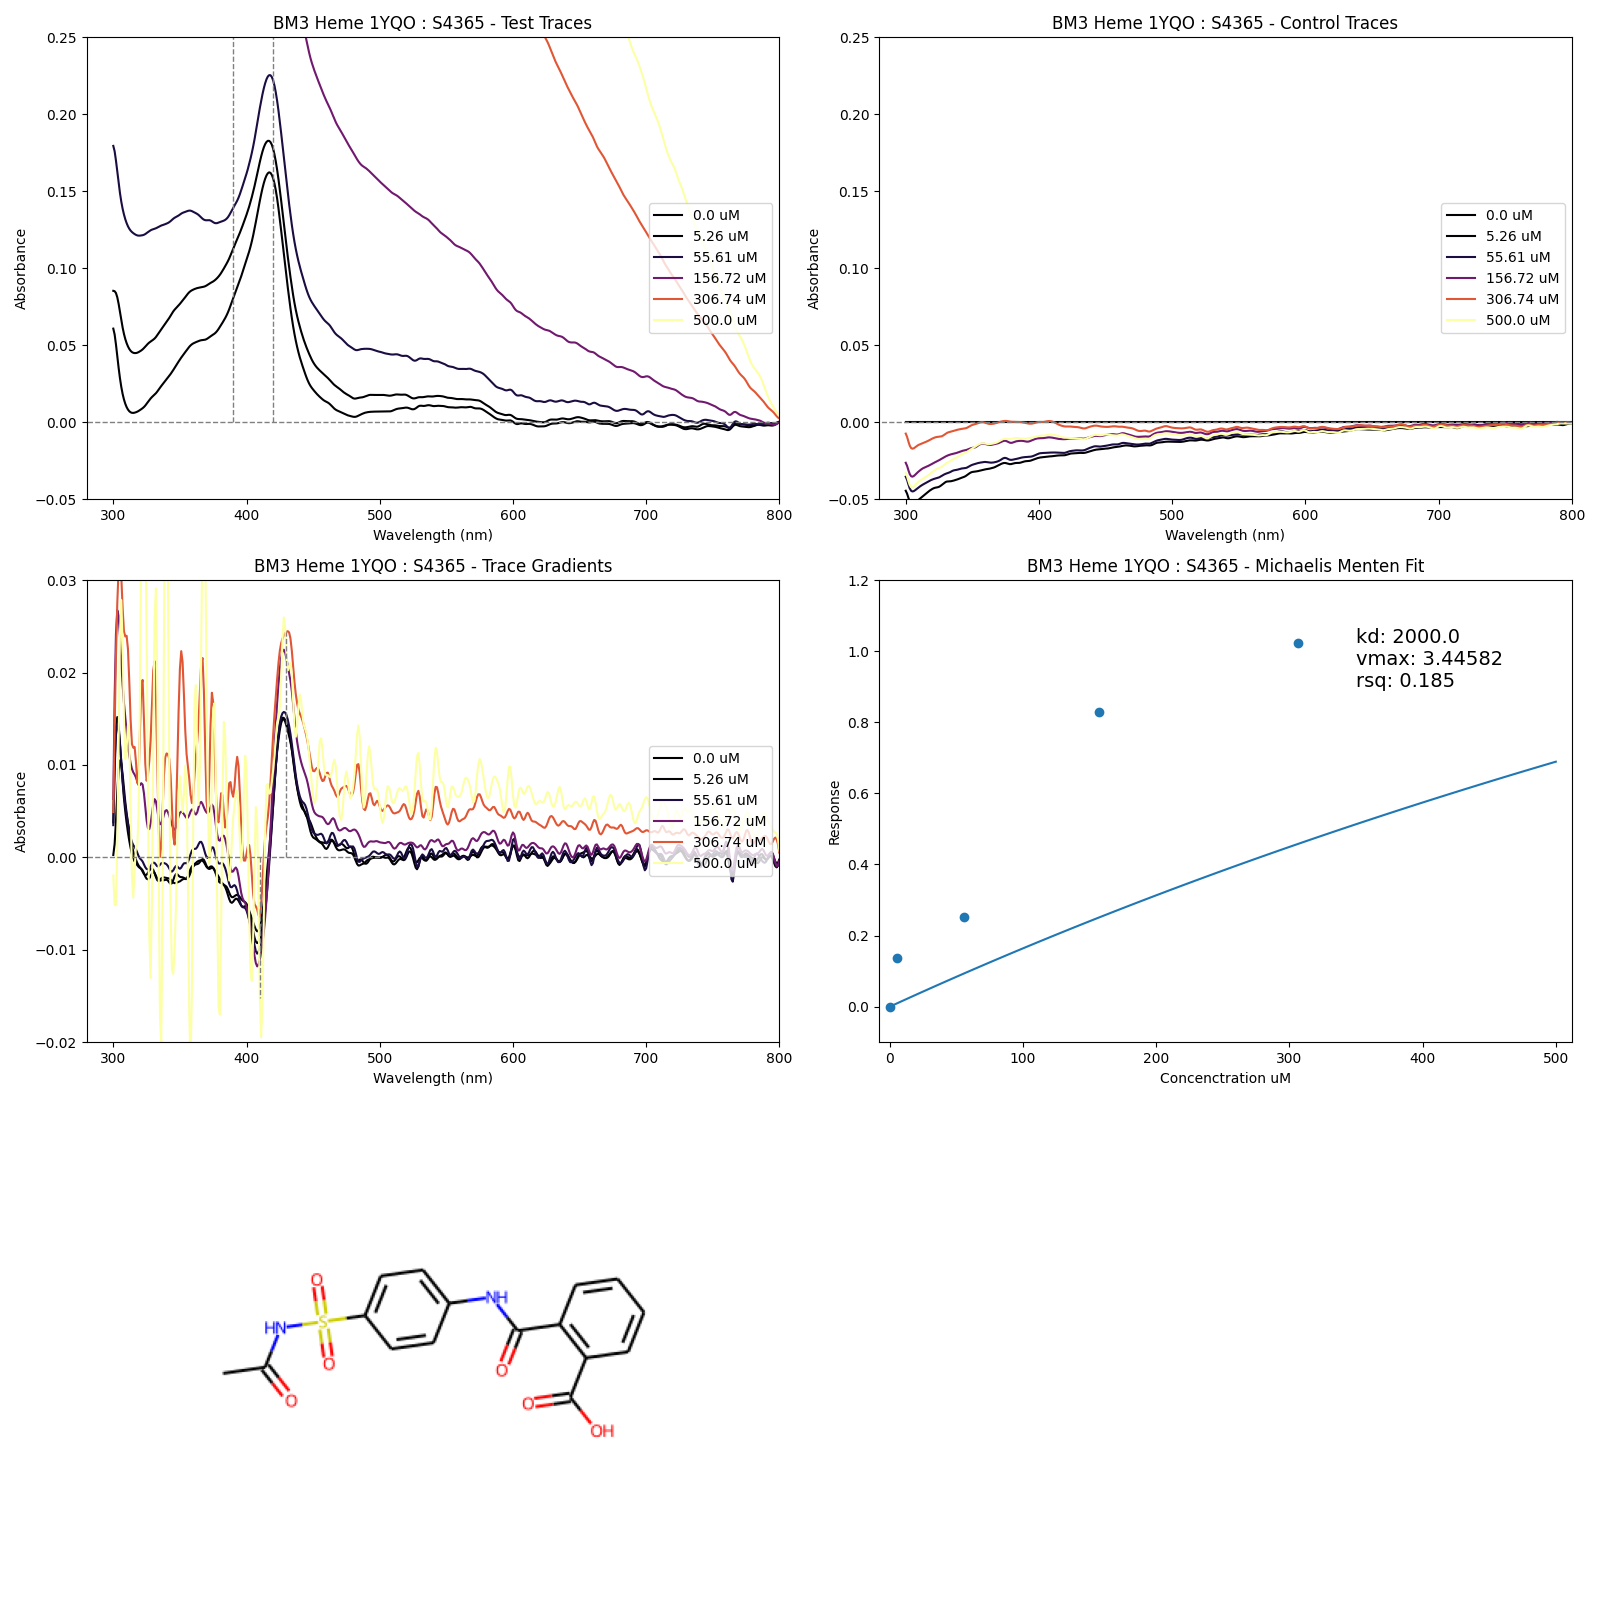 BM3 Heme 1YQO : S4365 - Test Traces
0.25
0.20
0.15
0.10
0.05
0.00
−0.05
Absorbance
300 400 500 600 700 800
Wavelength (nm)
0.0 uM
5.26 uM
55.61 uM
156.72 uM
306.74 uM
500.0 uM
BM3 Heme 1YQO : S4365 - Control Traces
0.25
0.20
0.15
0.10
0.05
0.00
−0.05
Absorbance
300 400 500 600 700 800
Wavelength (nm)
0.0 uM
5.26 uM
55.61 uM
156.72 uM
306.74 uM
500.0 uM
BM3 Heme 1YQO : S4365 - Trace Gradients
0.03
0.02
0.01
0.00
−0.01
−0.02
Absorbance
300 400 500 600 700 800
Wavelength (nm)
0.0 uM
5.26 uM
55.61 uM
156.72 uM
306.74 uM
500.0 uM
BM3 Heme 1YQO : S4365 - Michaelis Menten Fit
1.2
1.0
0.8
0.6
0.4
0.2
0.0
Response
0 100 200 300 400 500
Concenctration uM
kd: 2000.0
vmax: 3.44582
rsq: 0.185
O
HN
S
O
O
NH
O
O
OH